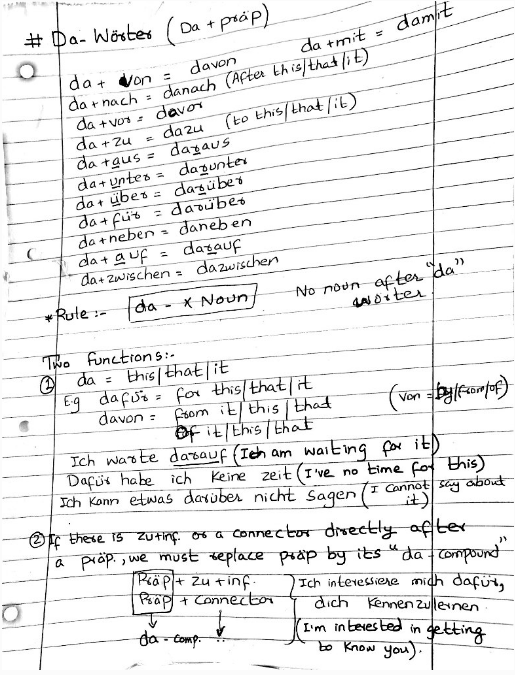 # Da-Wörter (Da + präp)
da + von = davon
da + mit = damit
da + nach = danach (After this/that/it)
da + vor = davor
da + zu = dazu (to this/that/it)
da + aus = daraus
da + unter = darunter
da + über = darüber
da + für = darüber
da + neben = daneben
da + auf = darauf
da + zwischen = dazwischen
* Rule :- da - x Noun
No noun after "da" wörter.
Two functions:-
① da = this/that/it
Eg dafür = for this/that/it
davon = from it/this/that (von = by/from/of)
of it/this/that
Ich warte darauf (I am waiting for it)
Dafür habe ich keine zeit (I've no time for this)
Ich kann etwas darüber nicht sagen (I cannot say about it)
② If there is zu+inf. or a connector directly after
a präp., we must replace präp by its "da-compound"
Präp + zu + inf.
Präp + connector
da - comp.
Ich interessiere mich dafür,
dich kennenzulernen
(I'm interested in getting
to know you).